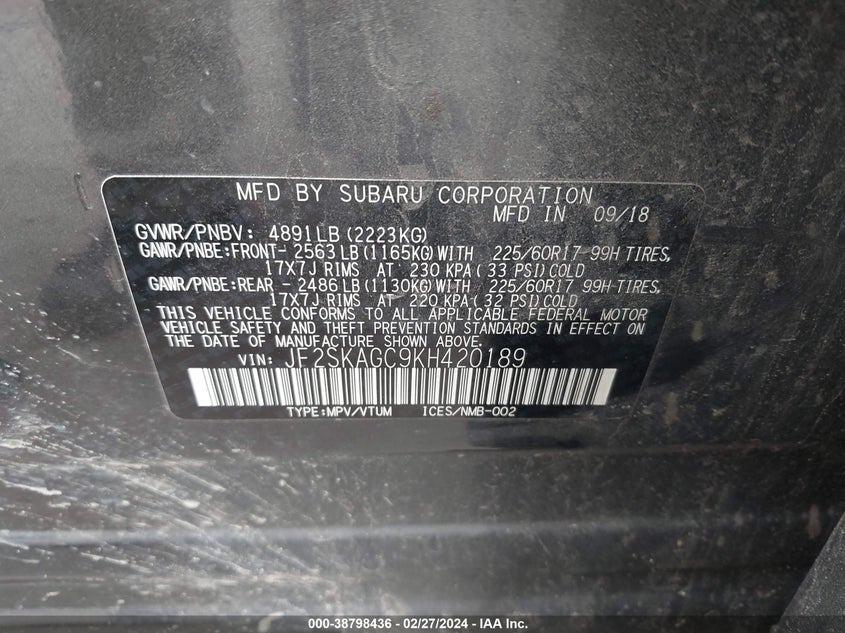 MFD BY SUBARU CORPORATION
MFD IN 09/18
GVWR/PNBV: 4891LB (2223KG)
GAWR/PNBE:FRONT- 2563LB (1165KG) WITH 225/60R17 99H TIRES,
17X7J RIMS AT 230 KPA( 33 PSI)COLD
GAWR/PNBE:REAR - 2486LB (1130KG) WITH 225/60R17 99H TIRES,
17X7J RIMS AT 220 KPA( 32 PSI)COLD
THIS VEHICLE CONFORMS TO ALL APPLICABLE FEDERAL MOTOR
VEHICLE SAFETY AND THEFT PREVENTION STANDARDS IN EFFECT ON
THE DATE OF MANUFACTURE SHOWN ABOVE.
VIN: JF2SKAGC9KH420189
TYPE:MPV/VTUM ICES/NMB-002
000-38798436 - 02/27/2024 - IAA Inc.